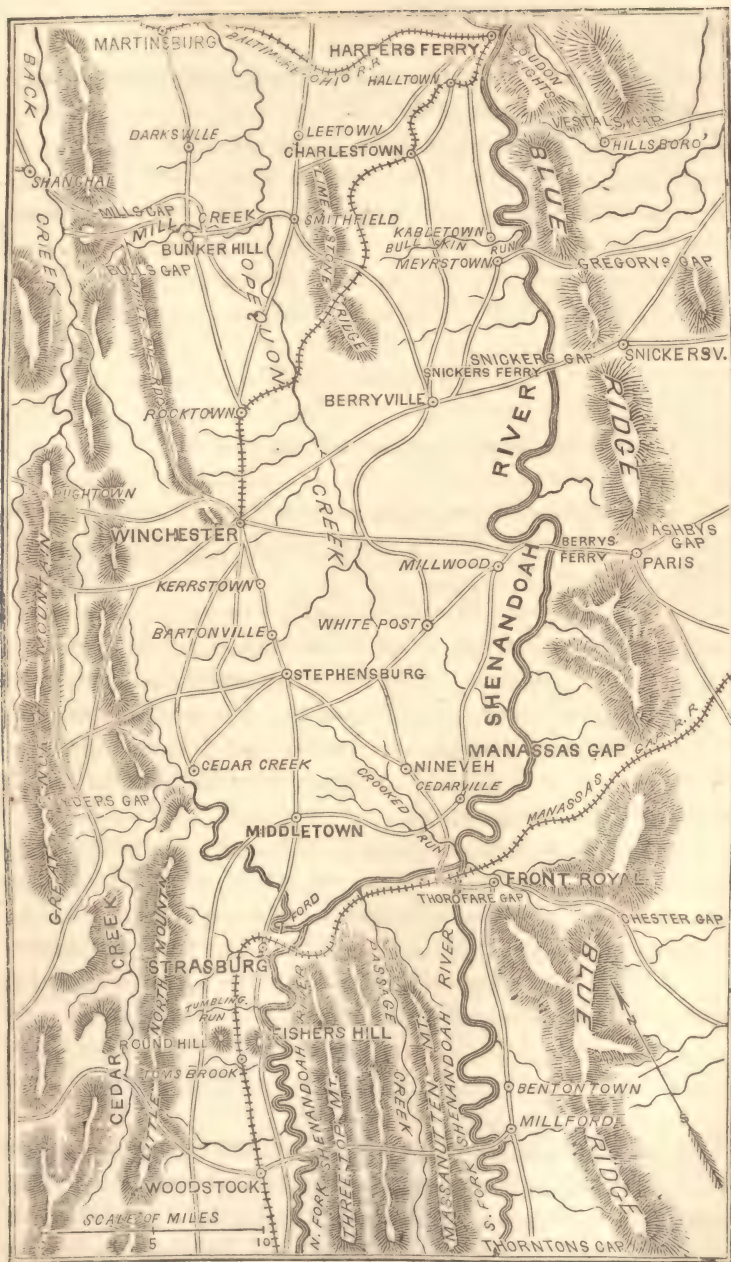 MARTINSBURG
BALTIMORE OHIO R.R
HARPERS FERRY
LOUDON
HIGHTS
HALLTOWN
BACK
CREEK
VESTALS GAP
HILLSBORO'
DARKSVILLE
LEETOWN
CHARLESTOWN
SHANGHAI
MILLS GAP
MILL CREEK
SMITHFIELD
LIMESTONE
RIDGE
BLUE
RIDGE
KABLETOWN
BULLSKIN RUN
BUNKER HILL
MEYRSTOWN
GREGORYS GAP
BULLS GAP
OPEQUON
CREEK
SNICKERS GAP
SNICKERSV.
SNICKERS FERRY
BERRYVILLE
ROCKTOWN
SHENANDOAH RIVER
PUGHTOWN
WINCHESTER
ASHBYS
GAP
BERRYS
FERRY
PARIS
MILLWOOD
KERRSTOWN
BARTONVILLE
WHITE POST
STEPHENSBURG
GREAT NORTH MOUNTAIN
MANASSAS GAP
MANASSAS GAP R.R.
CEDAR CREEK
NINEVEH
CEDARVILLE
CROOKED
RUN
MIDDLETOWN
FRONT ROYAL
THOROFARE GAP
CHESTER GAP
FORD
STRASBURG
CEDAR CREEK
LITTLE NORTH MOUNTN
TUMBLING
RUN
ROUND HILL
FISHERS HILL
TOMS BROOK
N. FORK SHENANDOAH RIVER
THREE TOP MT.
PASSAGE
CREEK
MASSANUTTEN MT.
S. FORK SHENANDOAH RIVER
BLUE
RIDGE
BENTONTOWN
MILLFORD
N
S
WOODSTOCK
SCALE OF MILES
5 10
THORNTONS GAP